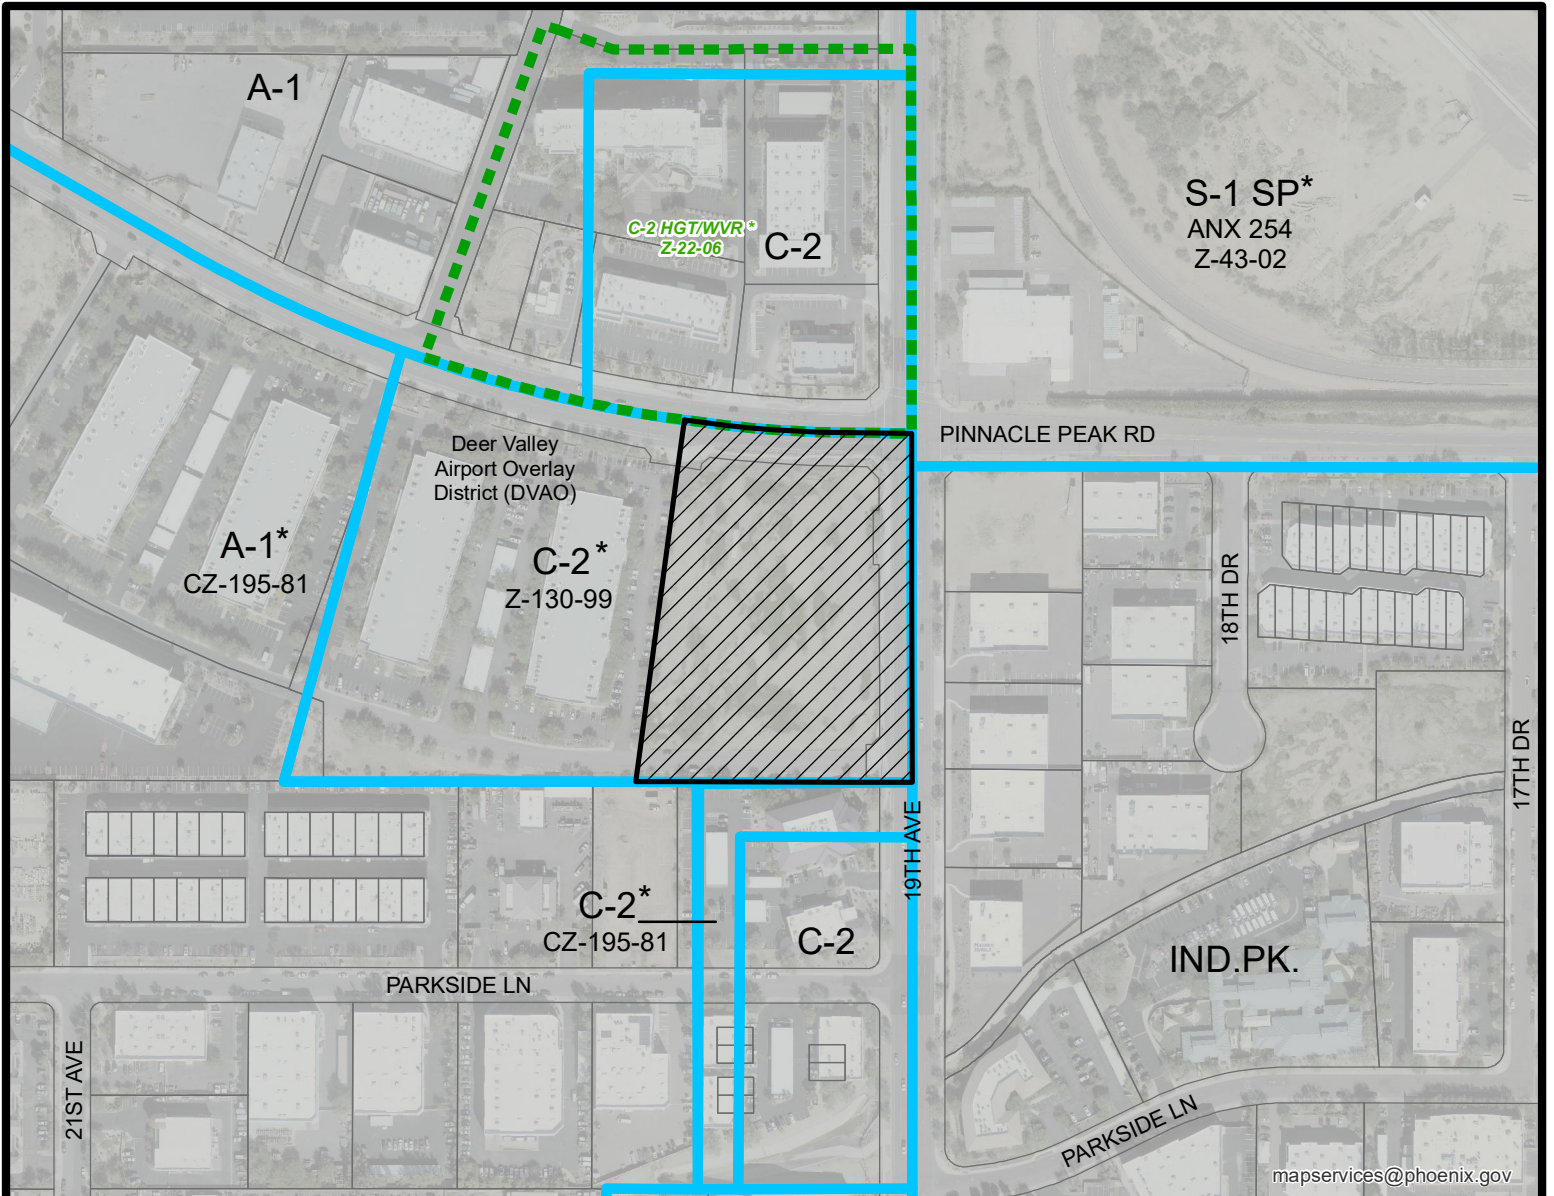 A-1
C-2 HGT/WVR *
Z-22-06
C-2
S-1 SP*
ANX 254
Z-43-02
PINNACLE PEAK RD
Deer Valley
Airport Overlay
District (DVAO)
A-1*
CZ-195-81
C-2*
Z-130-99
18TH DR
17TH DR
19TH AVE
C-2*
CZ-195-81
C-2
IND.PK.
PARKSIDE LN
21ST AVE
PARKSIDE LN
mapservices@phoenix.gov